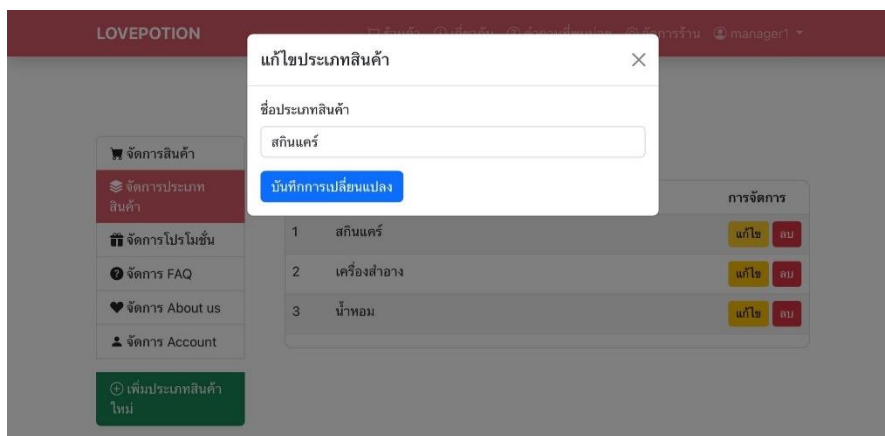 LOVEPOTION
manager1
แก้ไขประเภทสินค้า
ชื่อประเภทสินค้า
สกินแคร์
บันทึกการเปลี่ยนแปลง
จัดการสินค้า
จัดการประเภท
สินค้า
จัดการโปรโมชั่น
จัดการ FAQ
จัดการ About us
จัดการ Account
เพิ่มประเภทสินค้า
ใหม่
การจัดการ
1 สกินแคร์ แก้ไข ลบ
2 เครื่องสำอาง แก้ไข ลบ
3 น้ำหอม แก้ไข ลบ